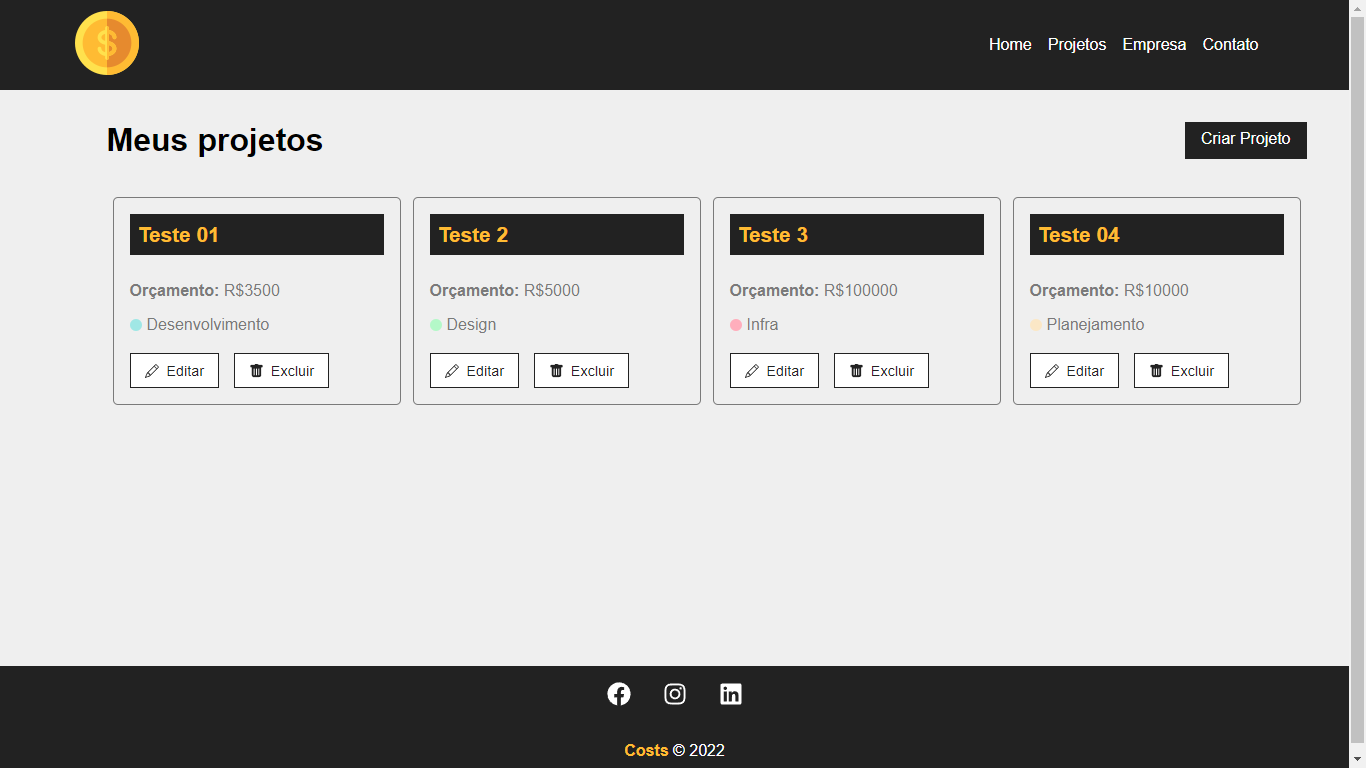 $
Home Projetos Empresa Contato
Meus projetos
Criar Projeto
Teste 01
Orçamento: R$3500
Desenvolvimento
Editar Excluir
Teste 2
Orçamento: R$5000
Design
Editar Excluir
Teste 3
Orçamento: R$100000
Infra
Editar Excluir
Teste 04
Orçamento: R$10000
Planejamento
Editar Excluir
Costs © 2022